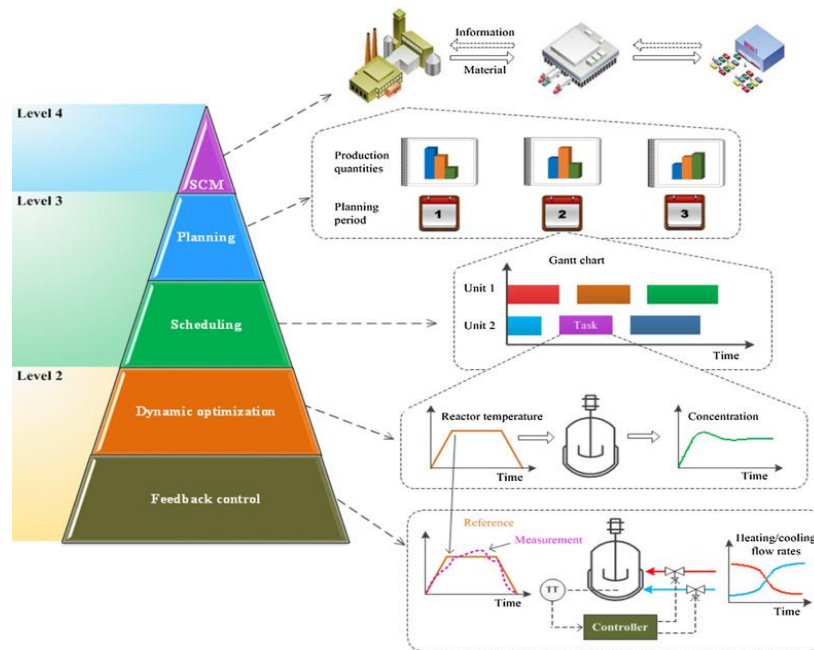 Information
Material
Level 4
SCM
Production
quantities
Planning
period
1
2
3
Level 3
Planning
Gantt chart
Unit 1
Unit 2
Task
Time
Scheduling
Level 2
Dynamic optimization
Reactor temperature
Time
Concentration
Time
Feedback control
Reference
Measurement
Time
TT
Controller
Heating/cooling
flow rates
Time